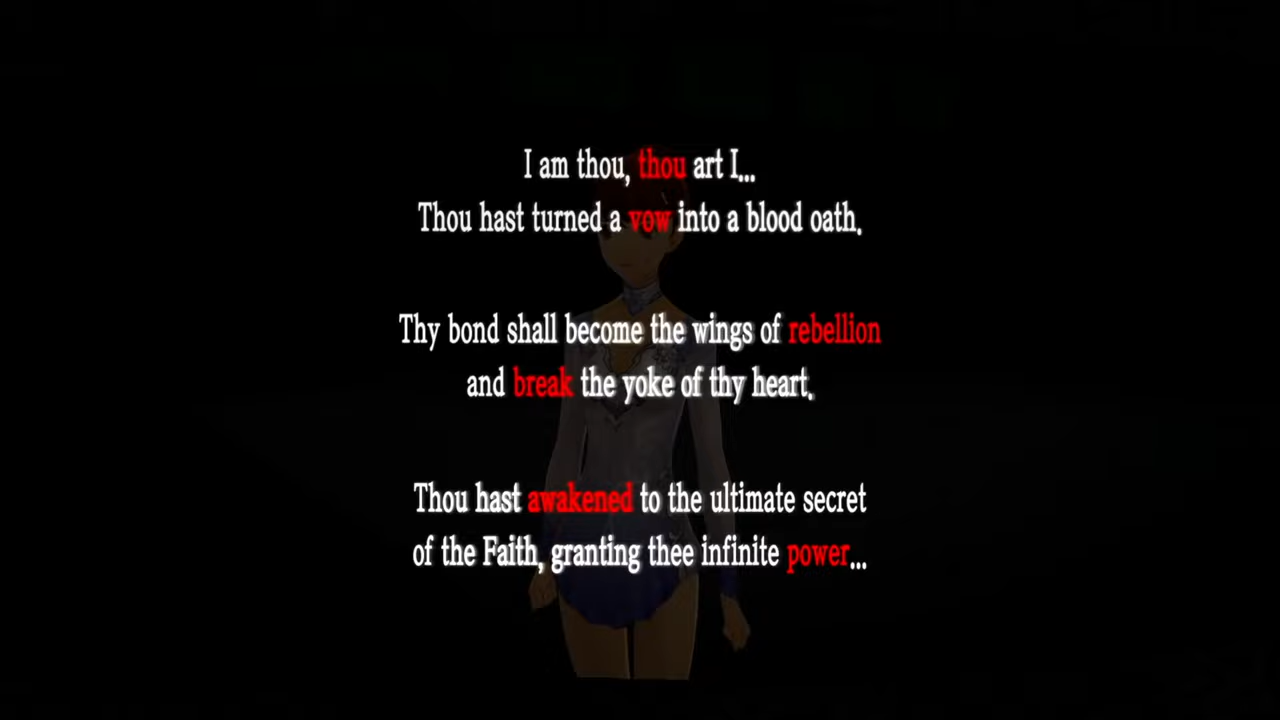 I am thou, thou art I...
Thou hast turned a vow into a blood oath.
Thy bond shall become the wings of rebellion
and break the yoke of thy heart.
Thou hast awakened to the ultimate secret
of the Faith, granting thee infinite power...